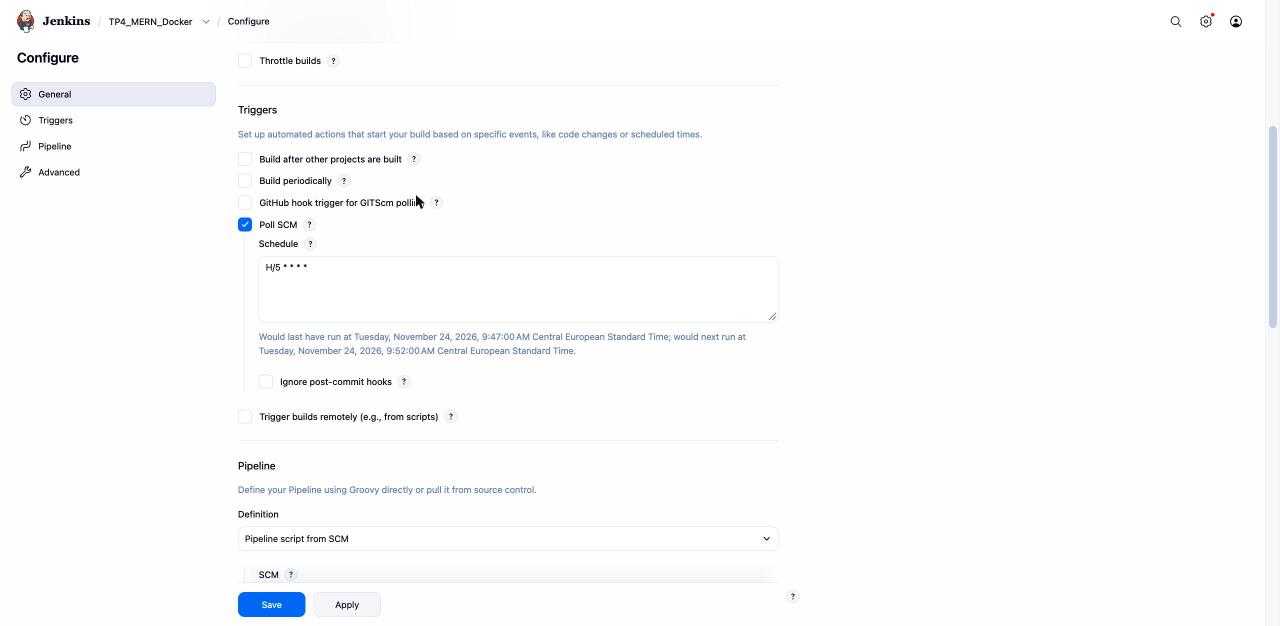 Jenkins / TP4_MERN_Docker / Configure
Configure
General
Triggers
Pipeline
Advanced
Throttle builds ?
Triggers
Set up automated actions that start your build based on specific events, like code changes or scheduled times.
Build after other projects are built ?
Build periodically ?
GitHub hook trigger for GITScm polling ?
Poll SCM ?
Schedule ?
H/5 * * * *
Would last have run at Tuesday, November 24, 2026, 9:47:00 AM Central European Standard Time; would next run at
Tuesday, November 24, 2026, 9:52:00 AM Central European Standard Time.
Ignore post-commit hooks ?
Trigger builds remotely (e.g., from scripts) ?
Pipeline
Define your Pipeline using Groovy directly or pull it from source control.
Definition
Pipeline script from SCM
SCM ?
Save
Apply
?